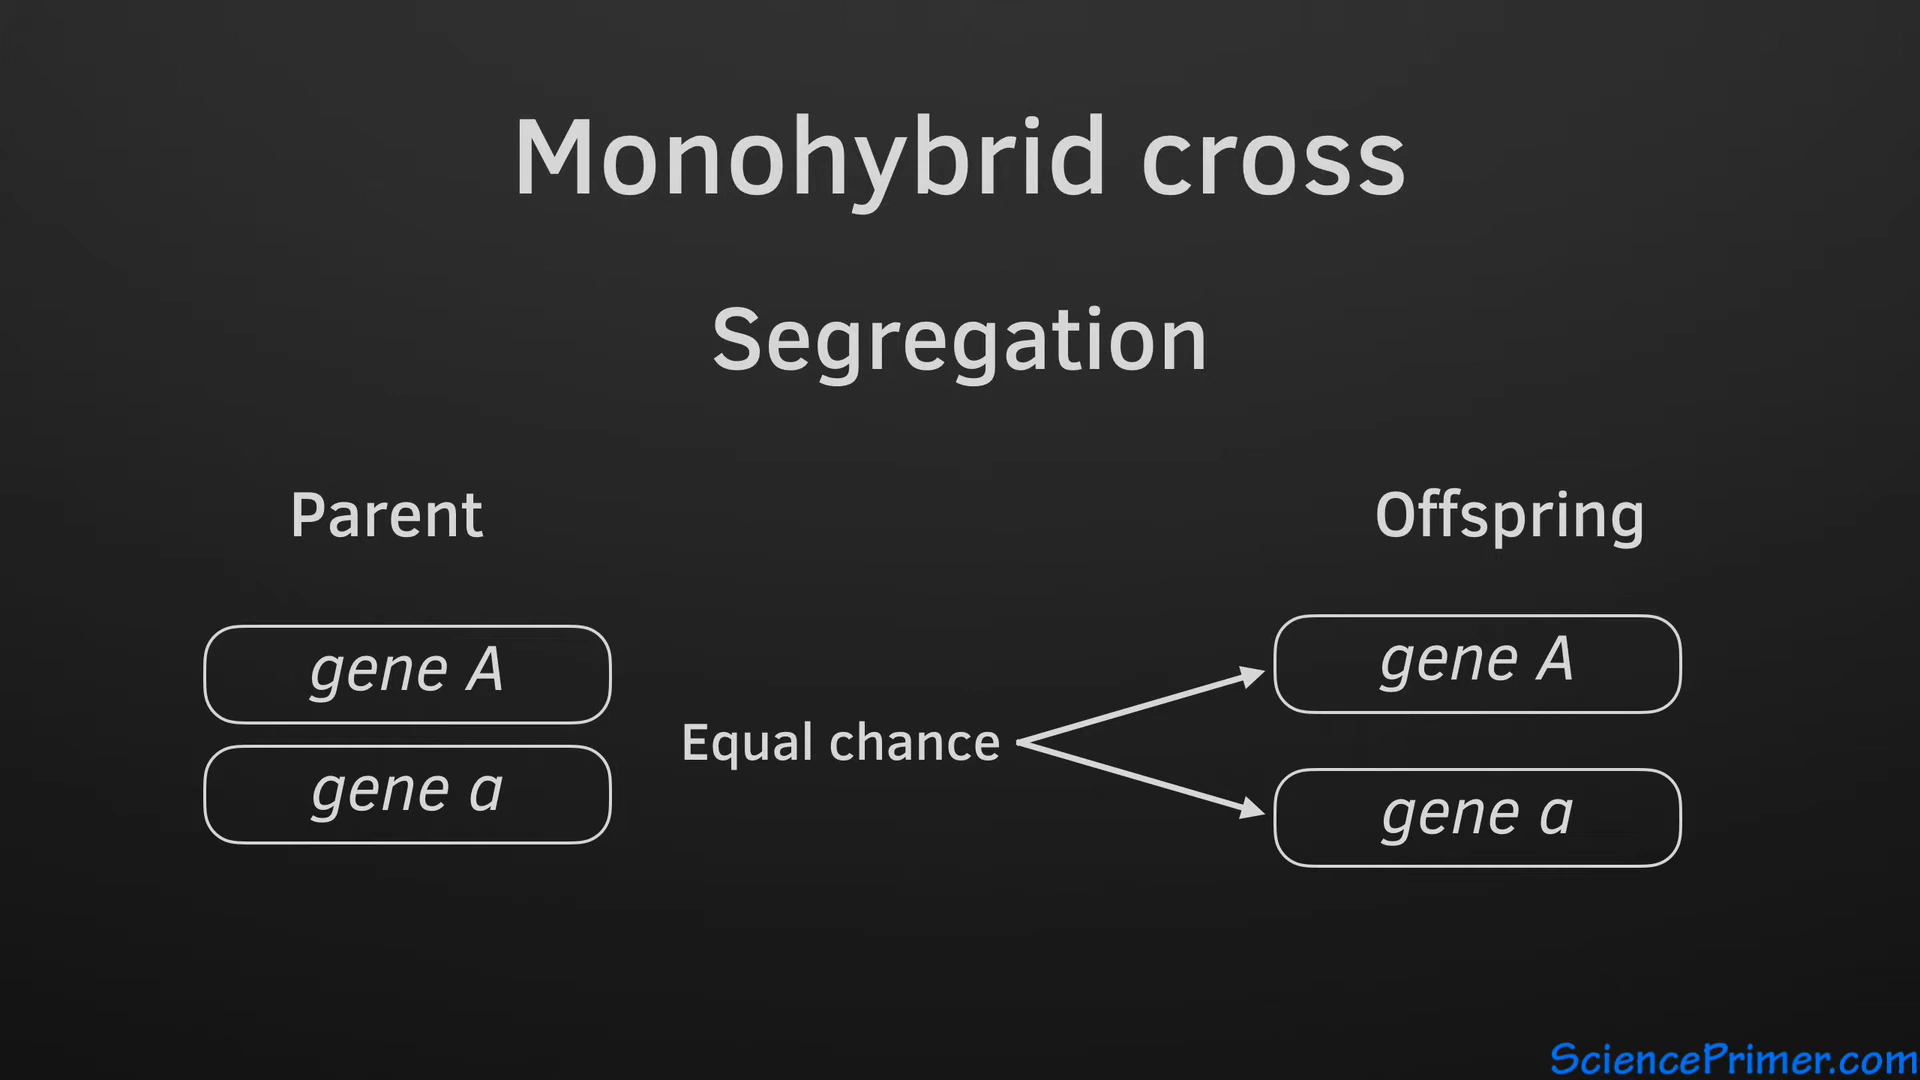 Monohybrid cross
Segregation
Parent
Offspring
gene A
gene a
Equal chance
gene A
gene a
SciencePrimer.com